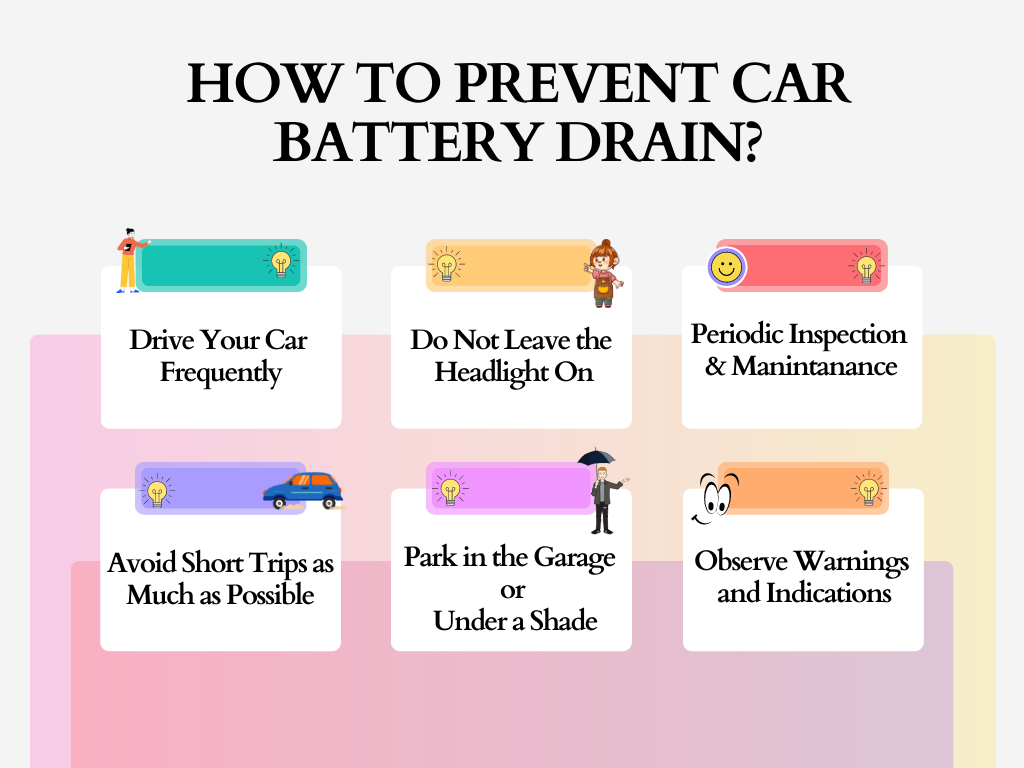 HOW TO PREVENT CAR
BATTERY DRAIN?
Drive Your Car
Frequently
Do Not Leave the
Headlight On
Periodic Inspection
& Manintanance
Avoid Short Trips as
Much as Possible
Park in the Garage
or
Under a Shade
Observe Warnings
and Indications